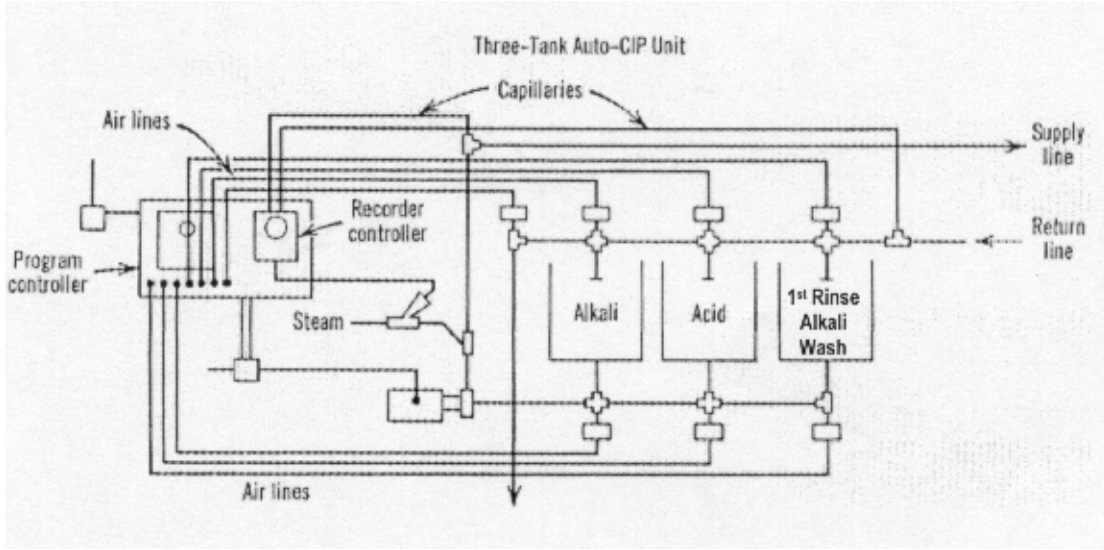 Three-Tank Auto-CIP Unit
Capillaries
Air lines
Supply
line
Recorder
controller
Return
line
Program
controller
Steam
Alkali
Acid
1st Rinse
Alkali
Wash
Air lines